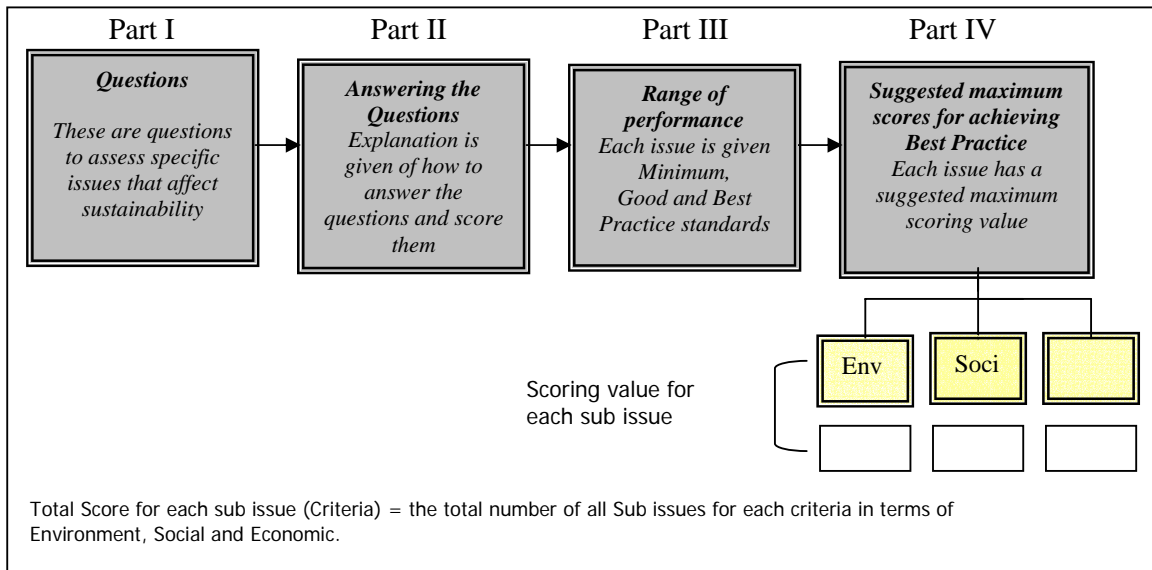 Part I
Part II
Part III
Part IV
Questions
These are questions
to assess specific
issues that affect
sustainability
Answering the
Questions
Explanation is
given of how to
answer the
questions and score
them
Range of
performance
Each issue is given
Minimum,
Good and Best
Practice standards
Suggested maximum
scores for achieving
Best Practice
Each issue has a
suggested maximum
scoring value
Env
Soci
Scoring value for
each sub issue
Total Score for each sub issue (Criteria) = the total number of all Sub issues for each criteria in terms of
Environment, Social and Economic.